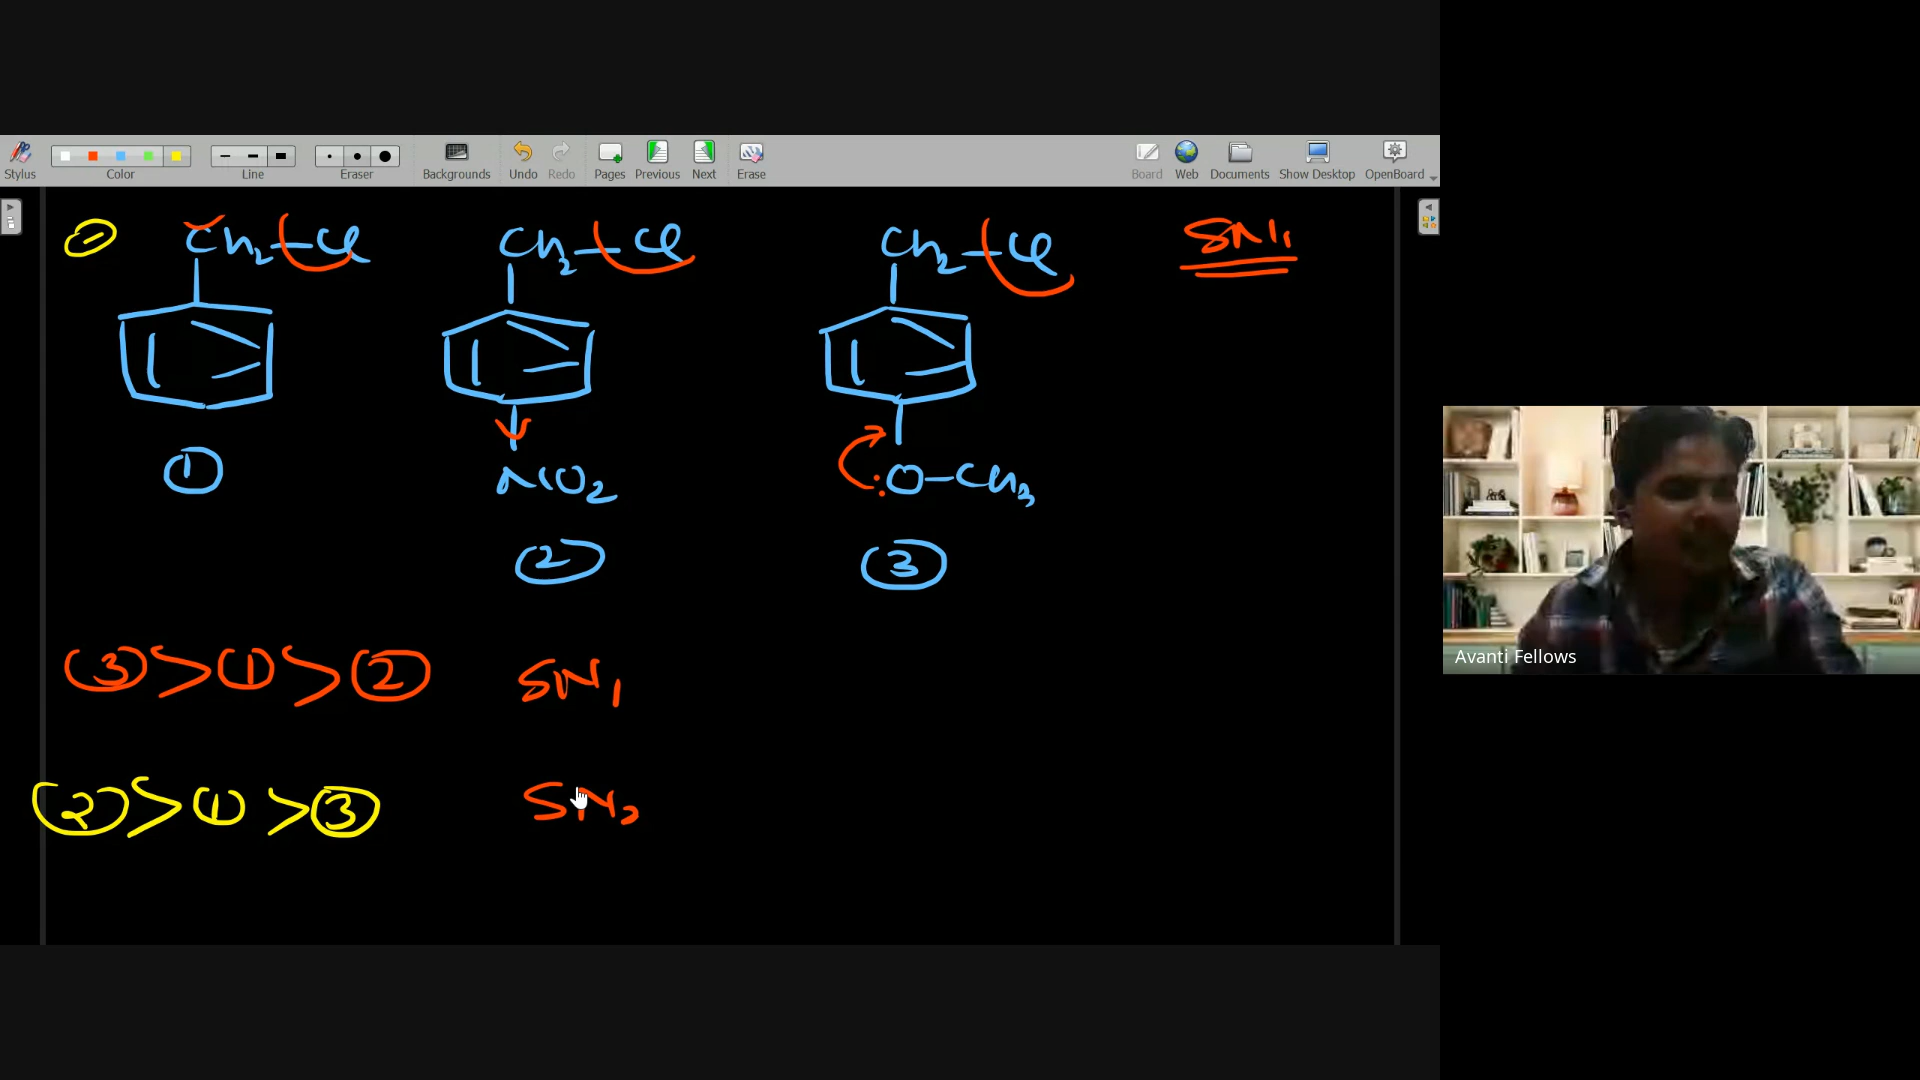 Stylus Color Line Eraser Backgrounds Undo Redo Pages Previous Next Erase Board Web Documents Show Desktop OpenBoard
CH2-Cl CH2-Cl CH2-Cl SN1
NO2 :O-CH3
1
2 3
3 > 1 > 2 SN1
2 > 1 > 3 SN2
Avanti Fellows